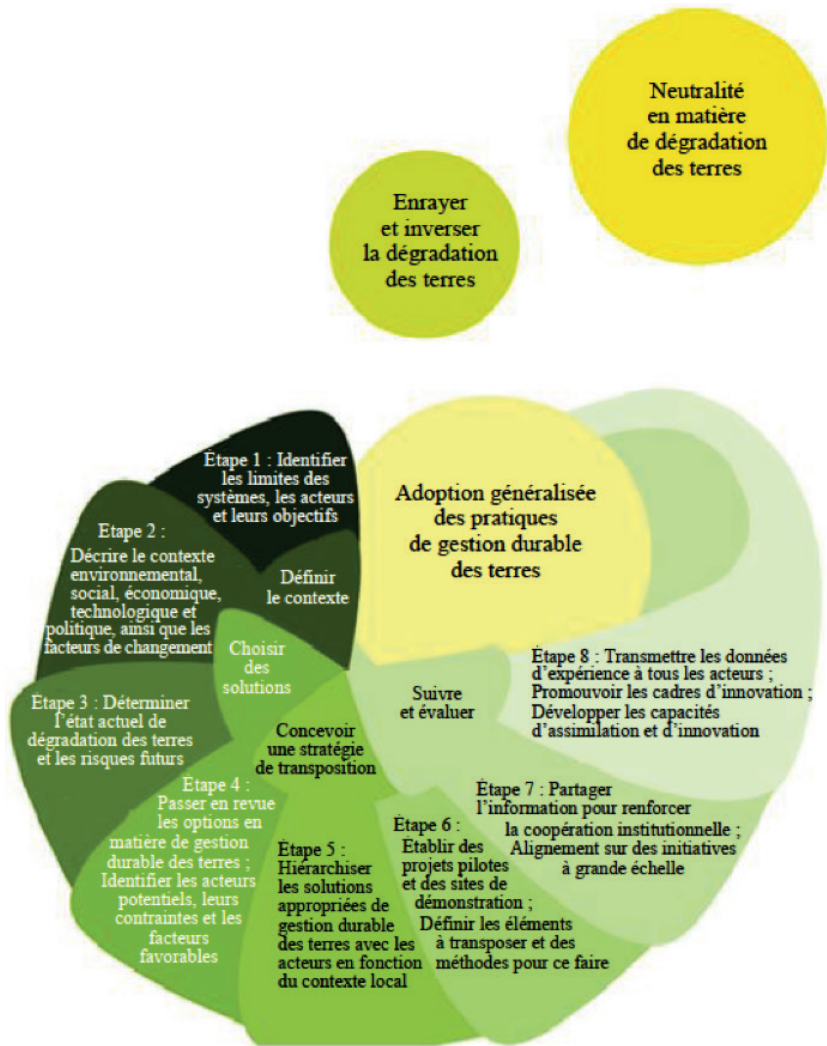 Neutralité
en matière
de dégradation
des terres
Enrayer
et inverser
la dégradation
des terres
Adoption généralisée
des pratiques
de gestion durable
des terres
Étape 1 : Identifier
les limites des
systèmes, les acteurs
et leurs objectifs
Étape 2 :
Décrire le contexte
environnemental,
social, économique,
technologique et
politique, ainsi que les
facteurs de changement
Définir
le contexte
Choisir
des
solutions
Étape 3 : Déterminer
l’état actuel de
dégradation des terres
et les risques futurs
Concevoir
une stratégie
de transposition
Suivre
et évaluer
Étape 4 :
Passer en revue
les options en
matière de gestion
durable des terres ;
Identifier les acteurs
potentiels, leurs
contraintes et les
facteurs
favorables
Étape 5 :
Hiérarchiser
les solutions
appropriées de
gestion durable
des terres avec les
acteurs en fonction
du contexte local
Étape 6 :
Établir des
projets pilotes
et des sites de
démonstration ;
Définir les éléments
à transposer et des
méthodes pour ce faire
Étape 7 : Partager
l’information pour renforcer
la coopération institutionnelle ;
Alignement sur des initiatives
à grande échelle
Étape 8 : Transmettre les données
d’expérience à tous les acteurs ;
Promouvoir les cadres d’innovation ;
Développer les capacités
d’assimilation et d’innovation